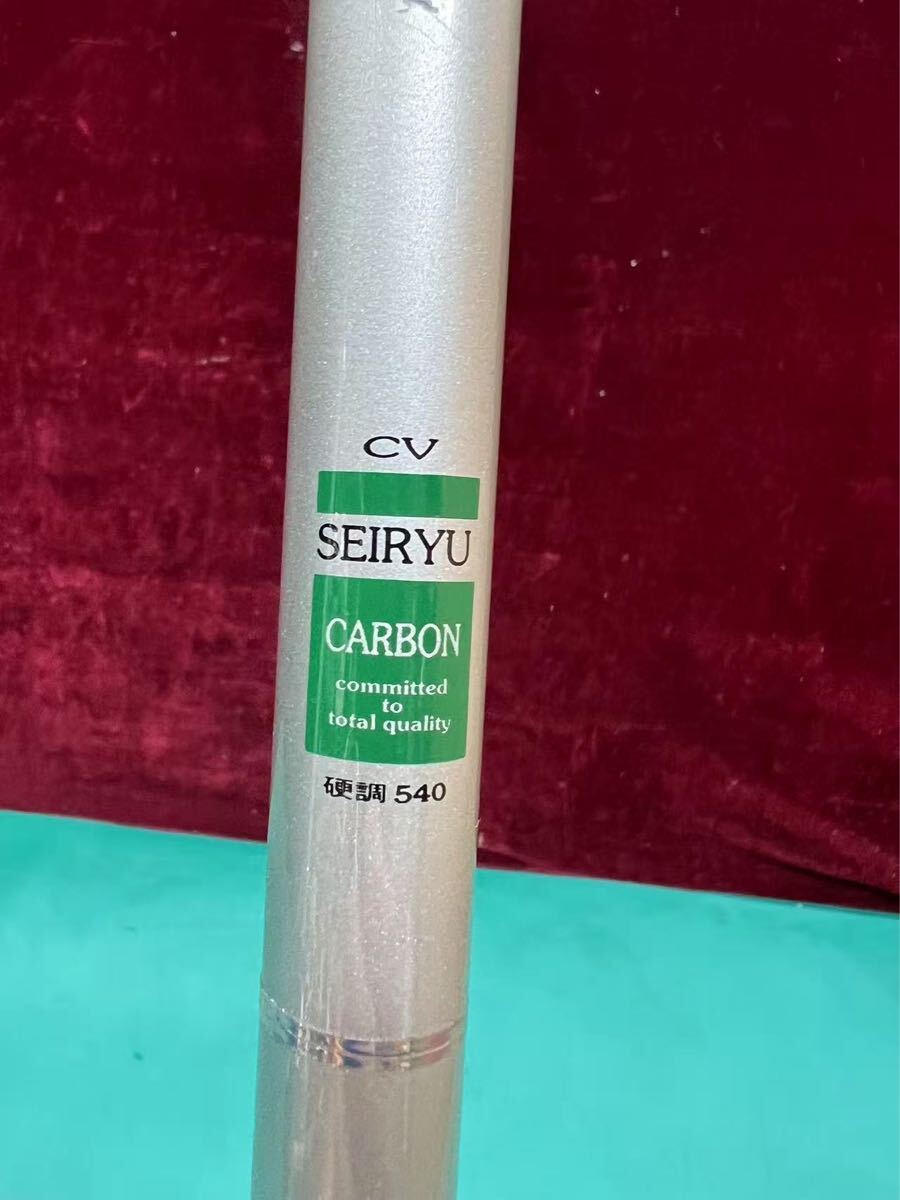 CV
SEIRYU
CARBON
committed
to
total quality
硬調 540